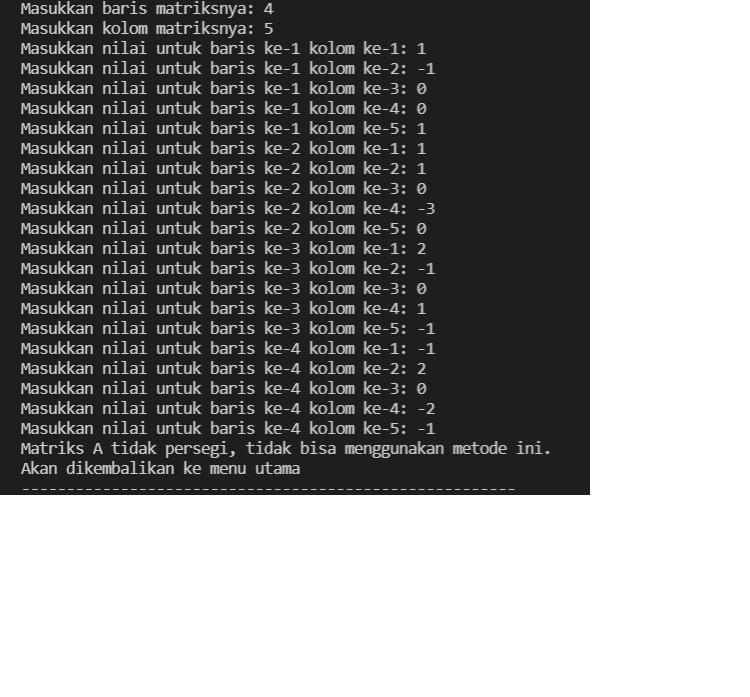 Masukkan baris matriksnya: 4
Masukkan kolom matriksnya: 5
Masukkan nilai untuk baris ke-1 kolom ke-1: 1
Masukkan nilai untuk baris ke-1 kolom ke-2: -1
Masukkan nilai untuk baris ke-1 kolom ke-3: 0
Masukkan nilai untuk baris ke-1 kolom ke-4: 0
Masukkan nilai untuk baris ke-1 kolom ke-5: 1
Masukkan nilai untuk baris ke-2 kolom ke-1: 1
Masukkan nilai untuk baris ke-2 kolom ke-2: 1
Masukkan nilai untuk baris ke-2 kolom ke-3: 0
Masukkan nilai untuk baris ke-2 kolom ke-4: -3
Masukkan nilai untuk baris ke-2 kolom ke-5: 0
Masukkan nilai untuk baris ke-3 kolom ke-1: 2
Masukkan nilai untuk baris ke-3 kolom ke-2: -1
Masukkan nilai untuk baris ke-3 kolom ke-3: 0
Masukkan nilai untuk baris ke-3 kolom ke-4: 1
Masukkan nilai untuk baris ke-3 kolom ke-5: -1
Masukkan nilai untuk baris ke-4 kolom ke-1: -1
Masukkan nilai untuk baris ke-4 kolom ke-2: 2
Masukkan nilai untuk baris ke-4 kolom ke-3: 0
Masukkan nilai untuk baris ke-4 kolom ke-4: -2
Masukkan nilai untuk baris ke-4 kolom ke-5: -1
Matriks A tidak persegi, tidak bisa menggunakan metode ini.
Akan dikembalikan ke menu utama
-------------------------------------------------------